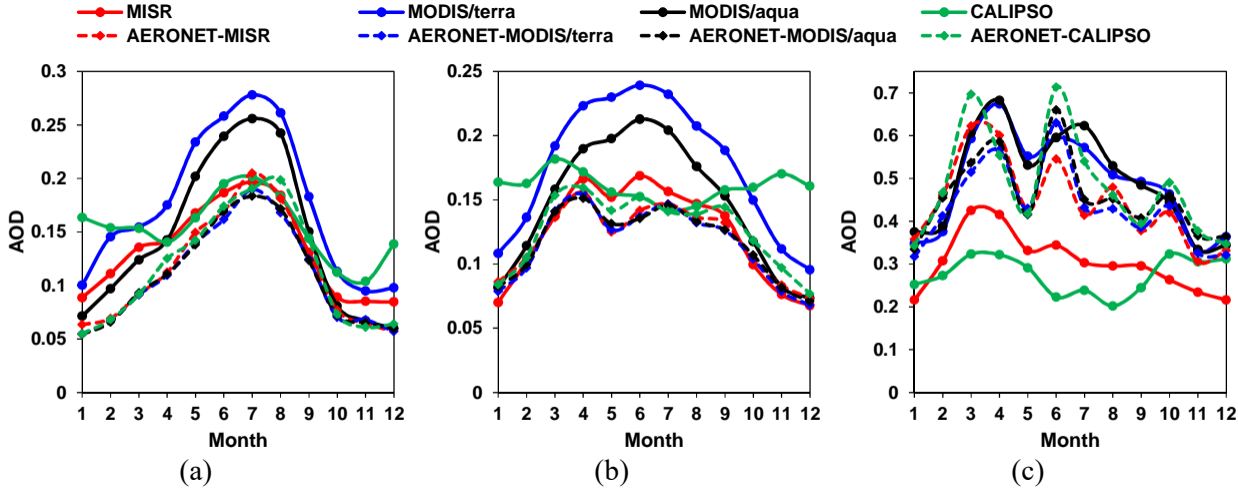 MISR MODIS/terra MODIS/aqua CALIPSO
AERONET-MISR AERONET-MODIS/terra AERONET-MODIS/aqua AERONET-CALIPSO
0.3
0.25
0.2
0.15
0.1
0.05
0
AOD
1 2 3 4 5 6 7 8 9 10 11 12
Month
(a)
0.25
0.2
0.15
0.1
0.05
0
AOD
1 2 3 4 5 6 7 8 9 10 11 12
Month
(b)
0.7
0.6
0.5
0.4
0.3
0.2
0.1
0
AOD
1 2 3 4 5 6 7 8 9 10 11 12
Month
(c)